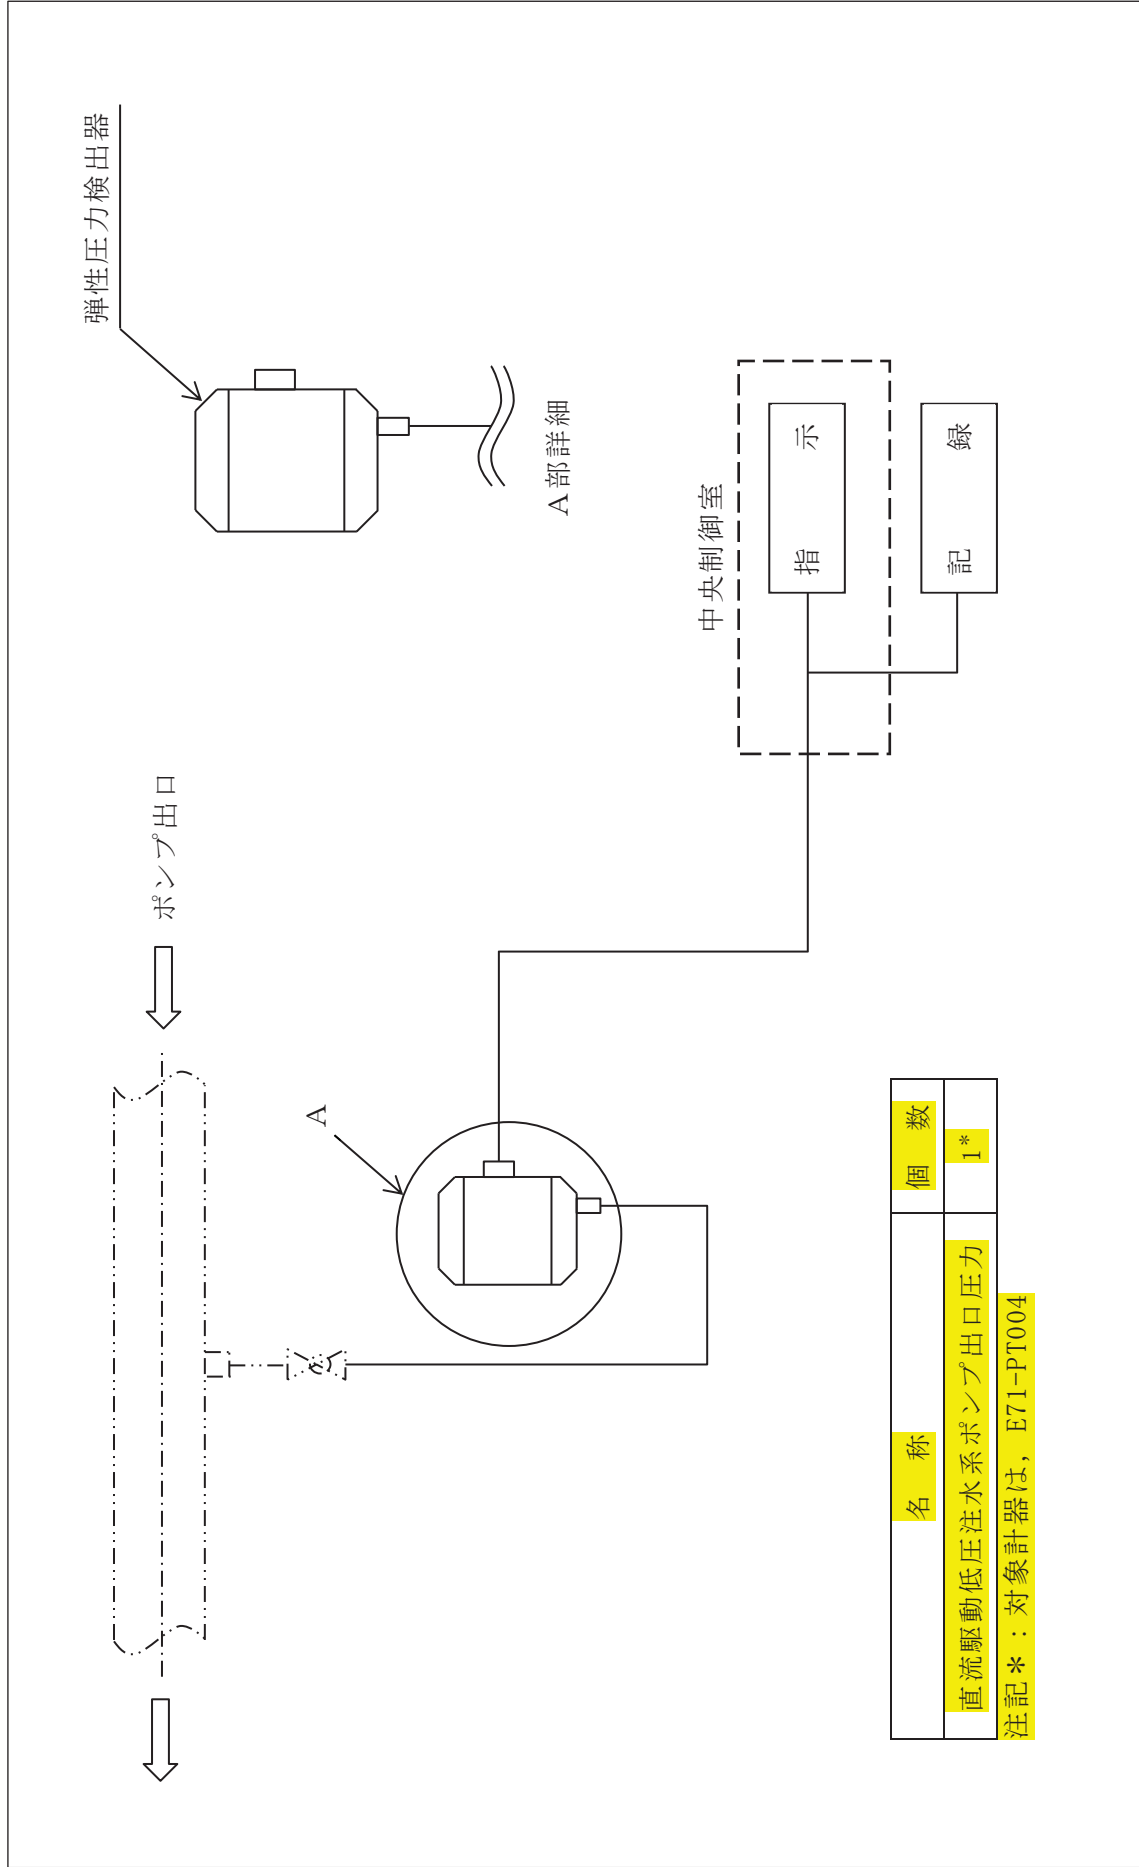 ポンプ出口
弾性圧力検出器
A
A部詳細
中央制御室
指示
記録
名称 個数
直流駆動低圧注水系ポンプ出口圧力 1*
注記＊：対象計器は，E71-PT004